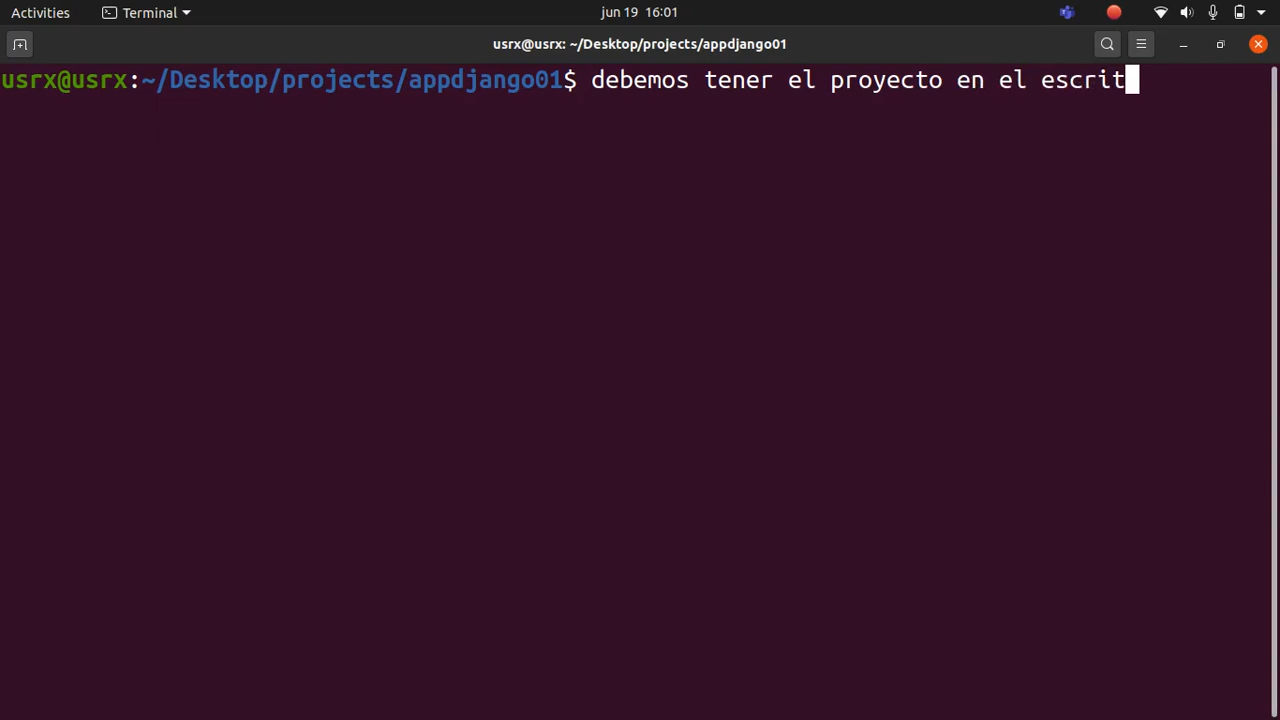 Activities Terminal jun 19 16:01
usrx@usrx: ~/Desktop/projects/appdjango01
usrx@usrx:~/Desktop/projects/appdjango01$ debemos tener el proyecto en el escrit